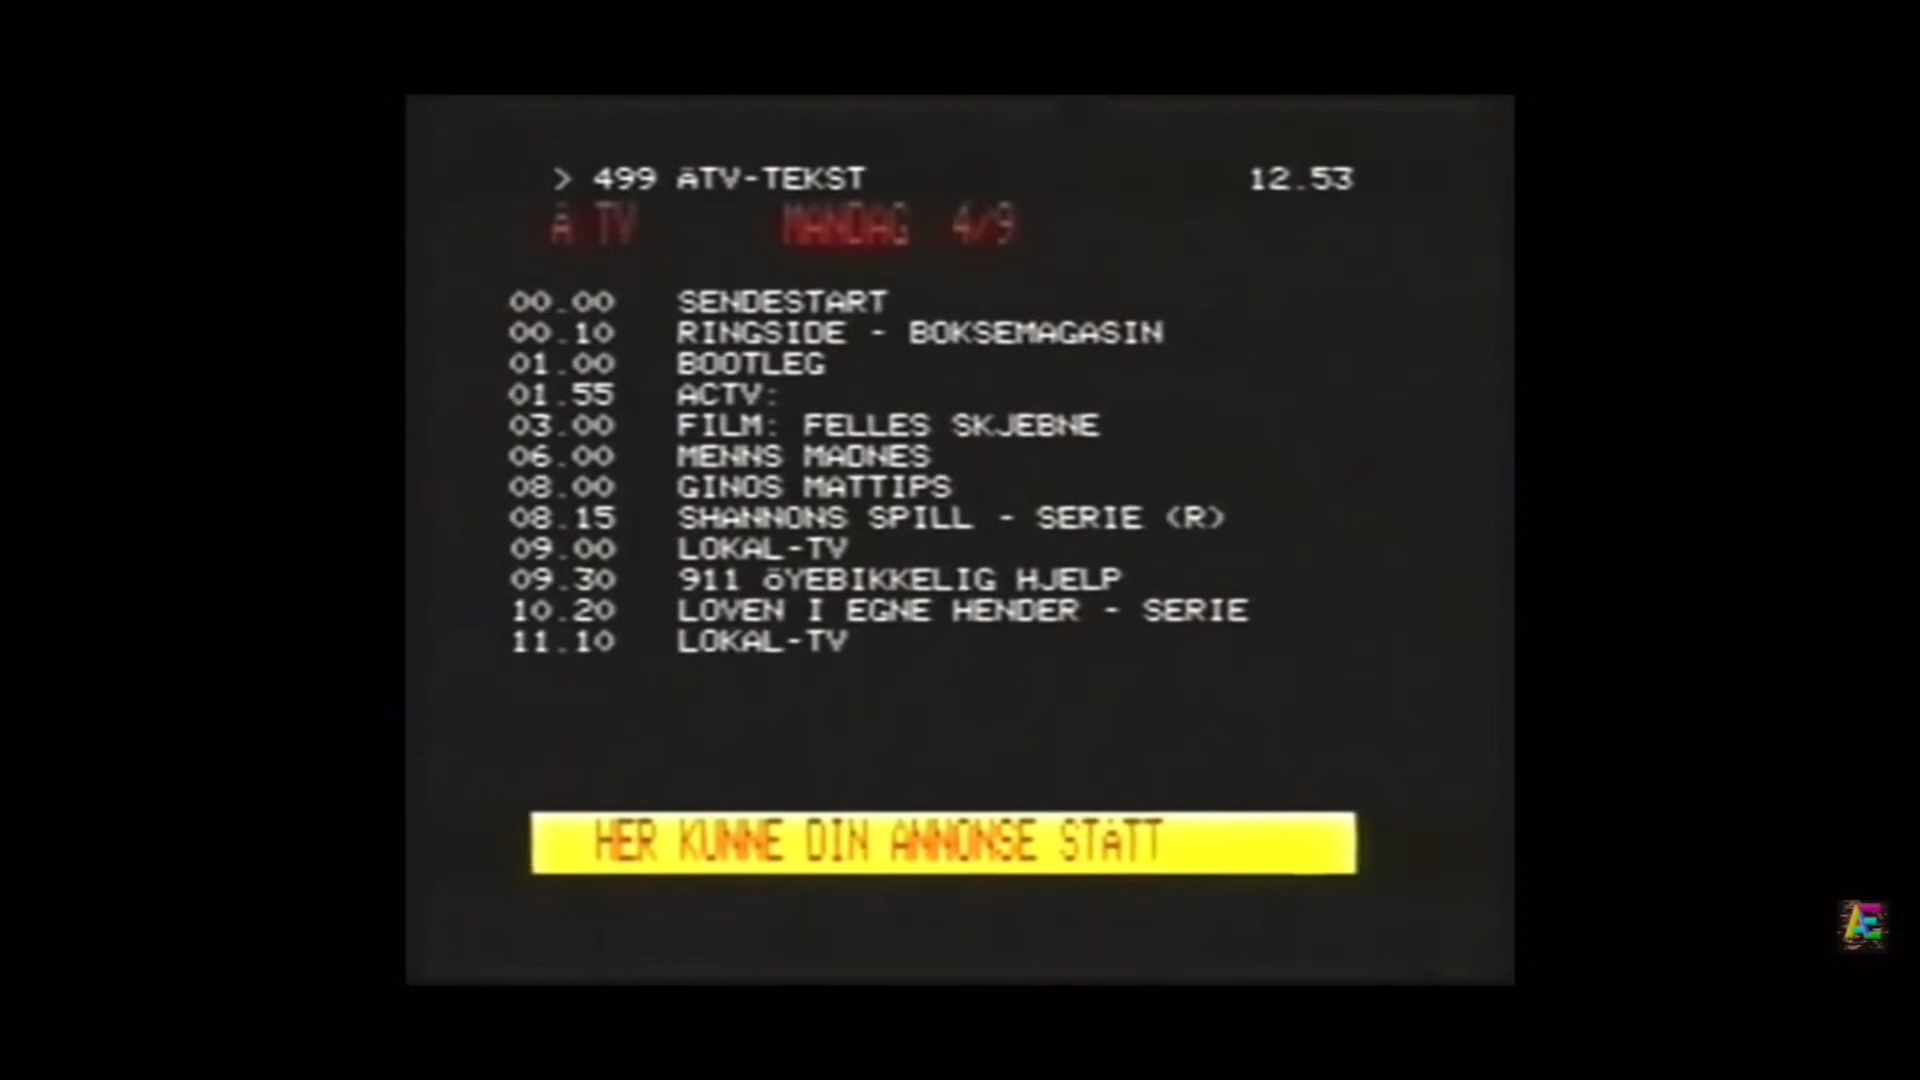 > 499 äTV-TEKST 12.53
Ä TV MANDAG 4/9
00.00 SENDESTART
00.10 RINGSIDE - BOKSEMAGASIN
01.00 BOOTLEG
01.55 ACTV:
03.00 FILM: FELLES SKJEBNE
06.00 MENNS MADNES
08.00 GINOS MATTIPS
08.15 SHANNONS SPILL - SERIE (R)
09.00 LOKAL-TV
09.30 911 öYEBIKKELIG HJELP
10.20 LOVEN I EGNE HENDER - SERIE
11.10 LOKAL-TV
HER KUNNE DIN ANNONSE STåTT
AE